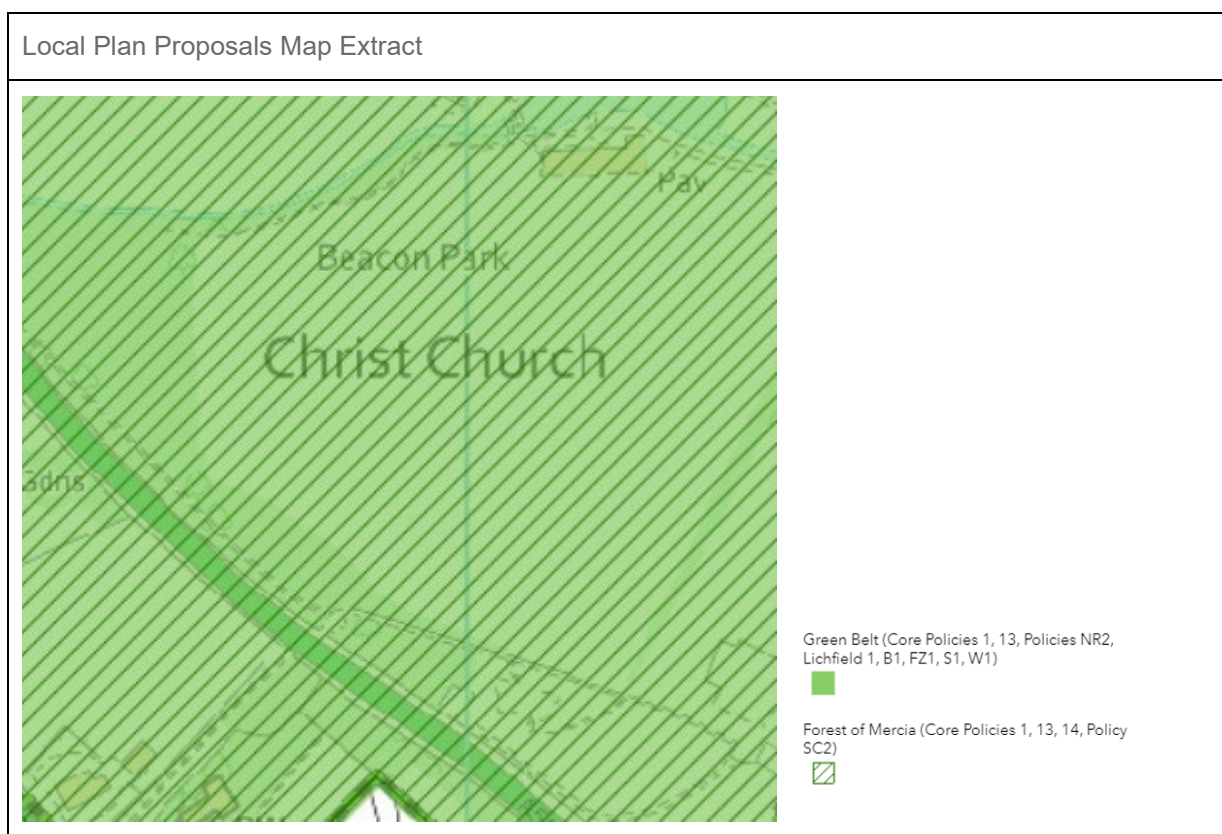 Local Plan Proposals Map Extract
Pav
Beacon Park
Christ Church
Gdns
Green Belt (Core Policies 1, 13, Policies NR2,
Lichfield 1, B1, FZ1, S1, W1)
Forest of Mercia (Core Policies 1, 13, 14, Policy
SC2)